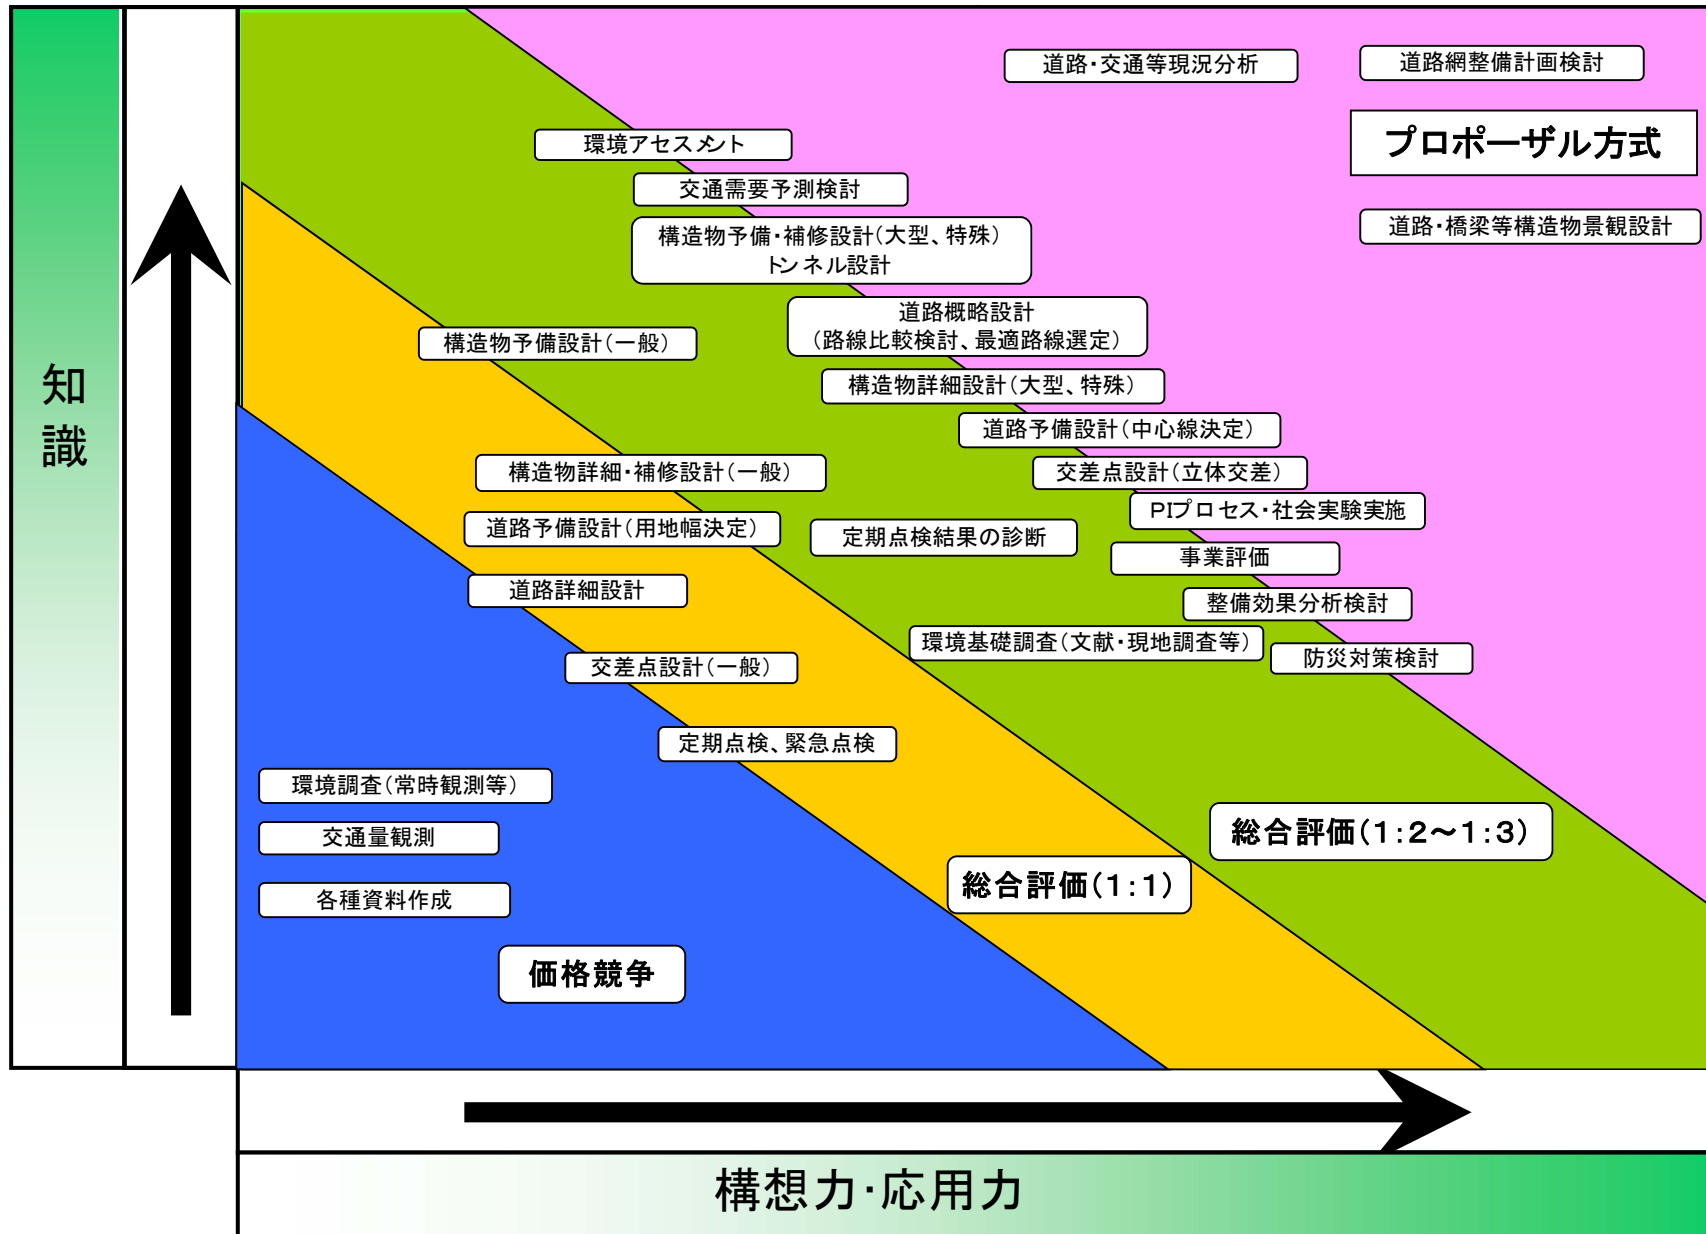 道路・交通等現況分析
道路網整備計画検討
プロポーザル方式
環境アセスメント
交通需要予測検討
道路・橋梁等構造物景観設計
構造物予備・補修設計(大型、特殊)
トンネル設計
道路概略設計
(路線比較検討、最適路線選定)
構造物予備設計(一般)
構造物詳細設計(大型、特殊)
知
識
道路予備設計(中心線決定)
構造物詳細・補修設計(一般)
交差点設計(立体交差)
PIプロセス・社会実験実施
道路予備設計(用地幅決定)
定期点検結果の診断
事業評価
道路詳細設計
整備効果分析検討
環境基礎調査(文献・現地調査等)
防災対策検討
交差点設計(一般)
定期点検、緊急点検
環境調査(常時観測等)
交通量観測
総合評価(1:2～1:3)
総合評価(1:1)
各種資料作成
価格競争
構想力・応用力